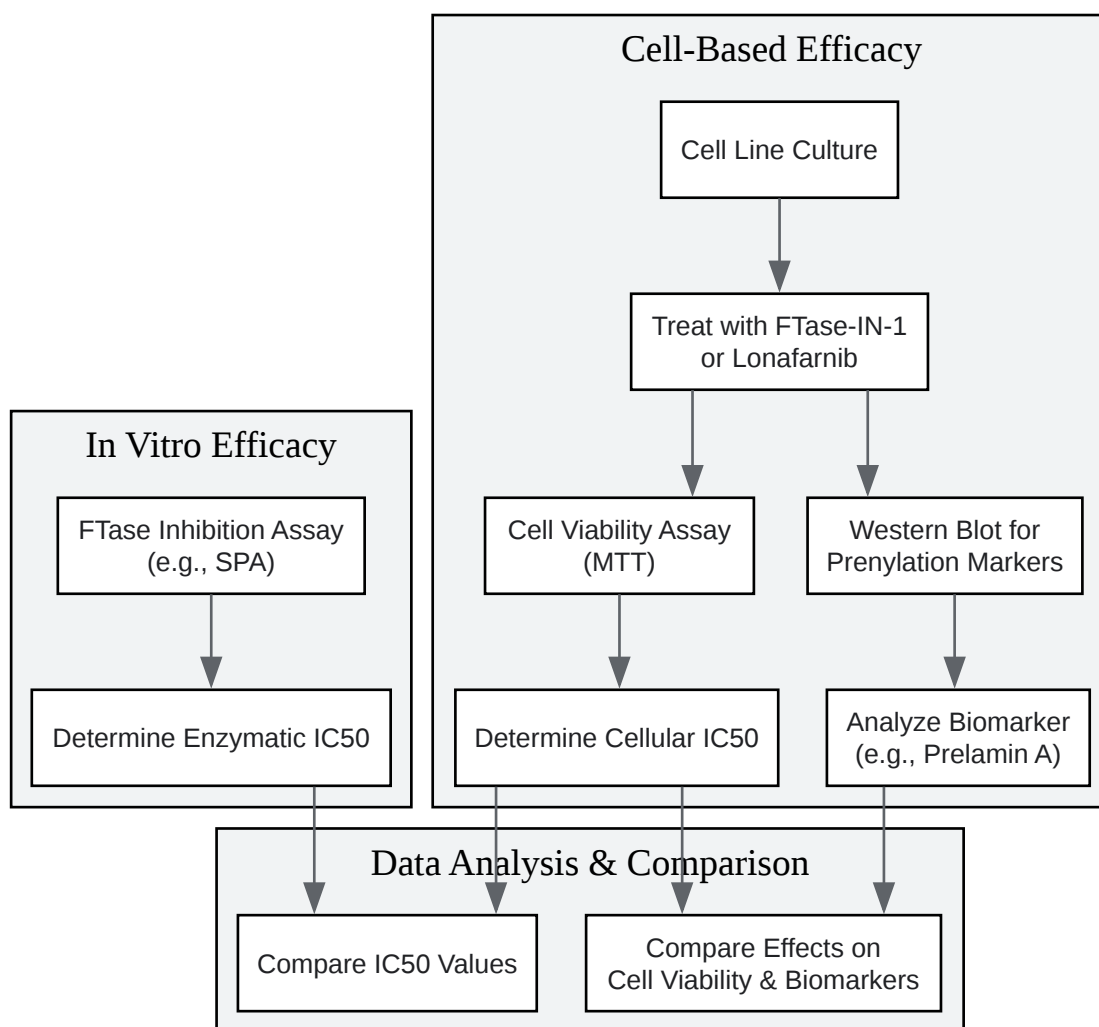 Cell-Based Efficacy
Cell Line Culture
Treat with FTase-IN-1
or Lonafarnib
In Vitro Efficacy
FTase Inhibition Assay
(e.g., SPA)
Cell Viability Assay
(MTT)
Western Blot for
Prenylation Markers
Determine Enzymatic IC50
Determine Cellular IC50
Analyze Biomarker
(e.g., Prelamin A)
Data Analysis & Comparison
Compare IC50 Values
Compare Effects on
Cell Viability & Biomarkers